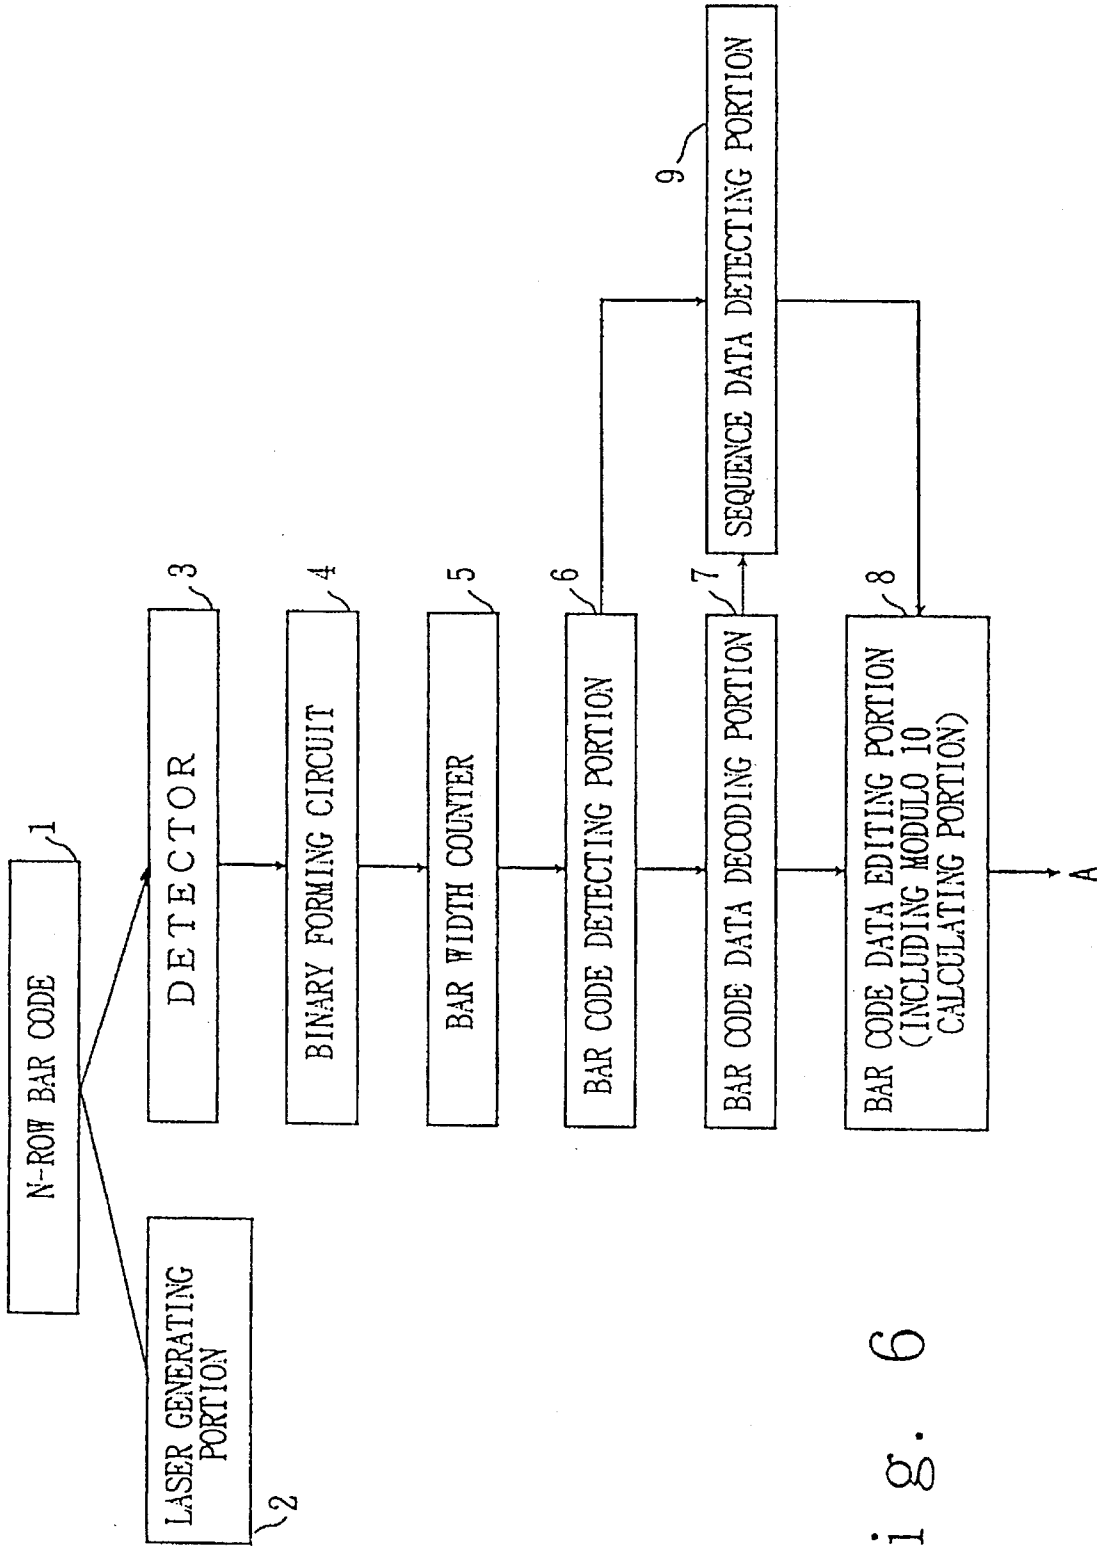 N-ROW BAR CODE
1
LASER GENERATING
PORTION
2
DETECTOR
3
BINARY FORMING CIRCUIT
4
BAR WIDTH COUNTER
5
BAR CODE DETECTING PORTION
6
BAR CODE DATA DECODING PORTION
7
SEQUENCE DATA DETECTING PORTION
9
BAR CODE DATA EDITING PORTION
(INCLUDING MODULO 10
CALCULATING PORTION)
8
A
ig. 6